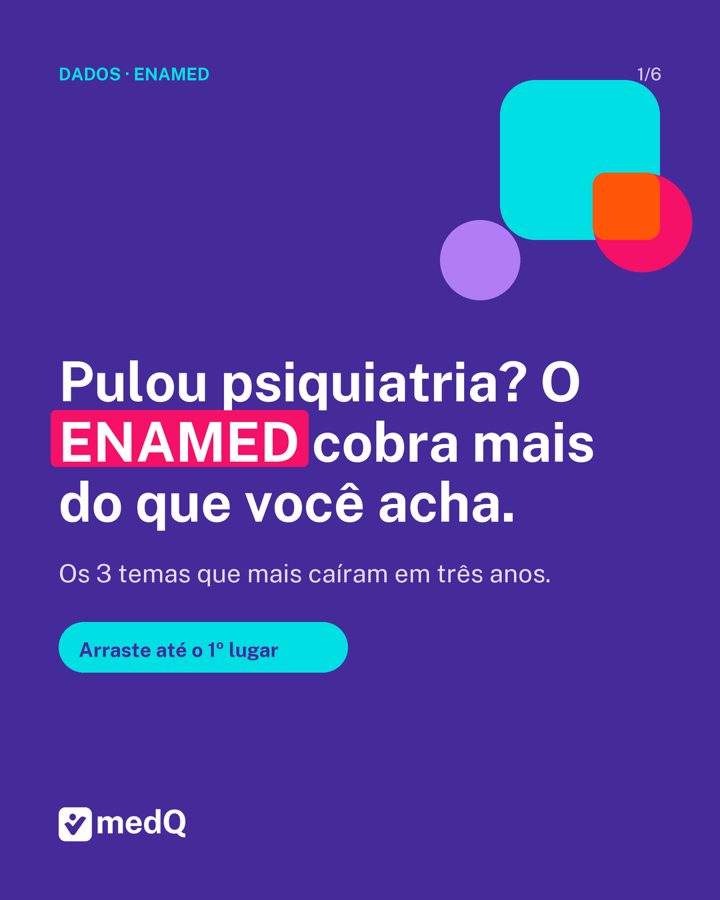 DADOS · ENAMED
1/6
Pulou psiquiatria? O
ENAMED cobra mais
do que você acha.
Os 3 temas que mais caíram em três anos.
Arraste até o 1º lugar
medQ